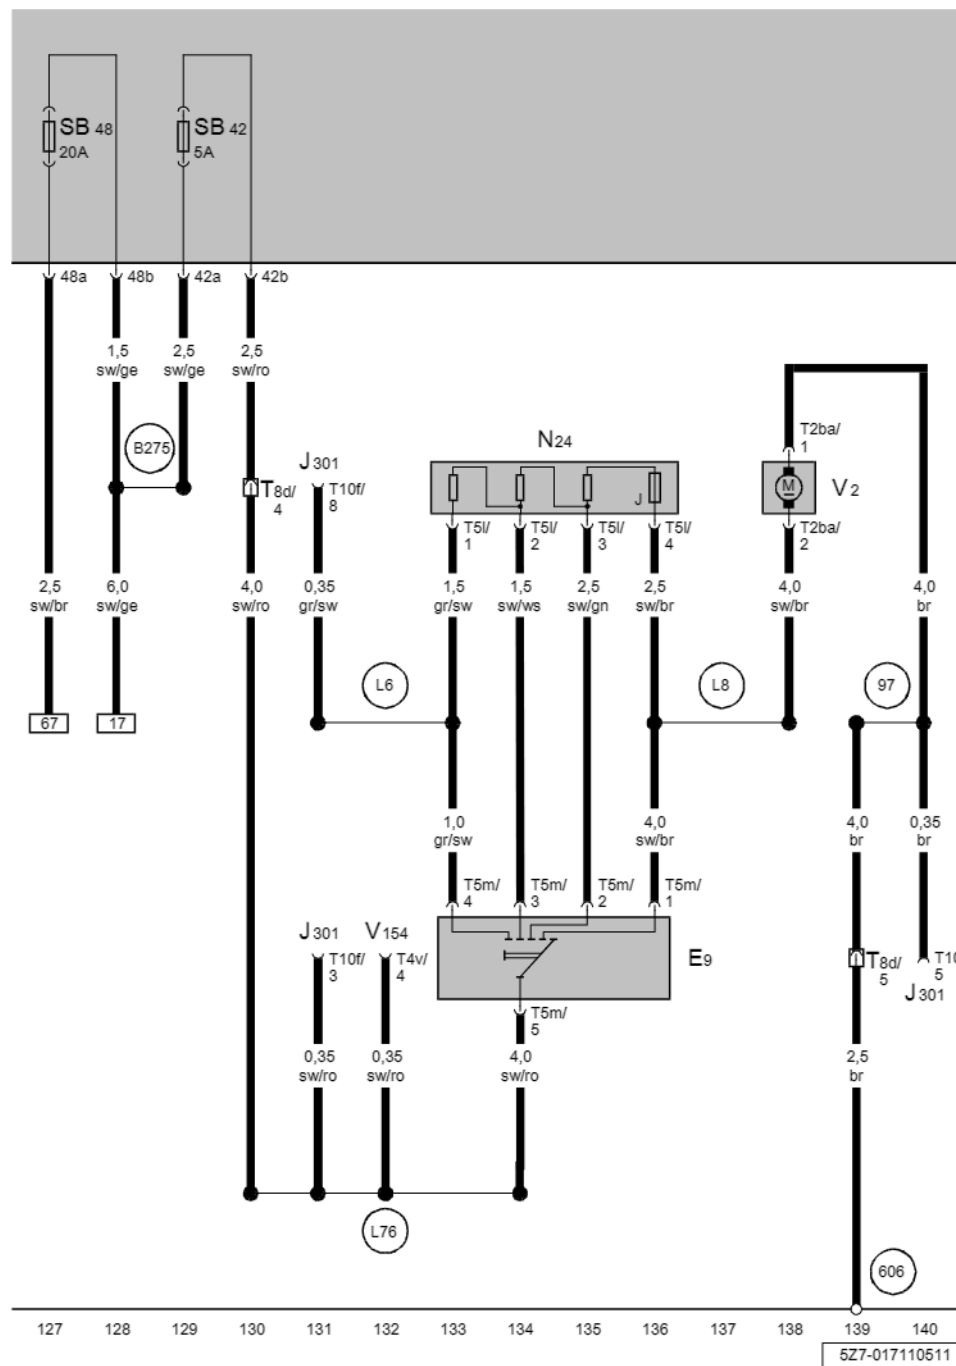 SB 48
20A
SB 42
5A
48a
48b
42a
42b
1,5
sw/ge
2,5
sw/ge
2,5
sw/ro
B275
J301
T10f/
8
T8d/
4
N24
J
T5l/
1
T5l/
2
T5l/
3
T5l/
4
T2ba/
1
M
V2
T2ba/
2
2,5
sw/br
6,0
sw/ge
4,0
sw/ro
0,35
gr/sw
1,5
gr/sw
1,5
sw/ws
2,5
sw/gn
2,5
sw/br
4,0
sw/br
4,0
br
L6
L8
97
67
17
1,0
gr/sw
4,0
sw/br
4,0
br
0,35
br
T5m/
4
T5m/
3
T5m/
2
T5m/
1
J301
T10f/
3
V154
T4v/
4
E9
T8d/
5
T10
5
J301
T5m/
5
0,35
sw/ro
0,35
sw/ro
4,0
sw/ro
2,5
br
L76
606
127 128 129 130 131 132 133 134 135 136 137 138 139 140
5Z7-017110511